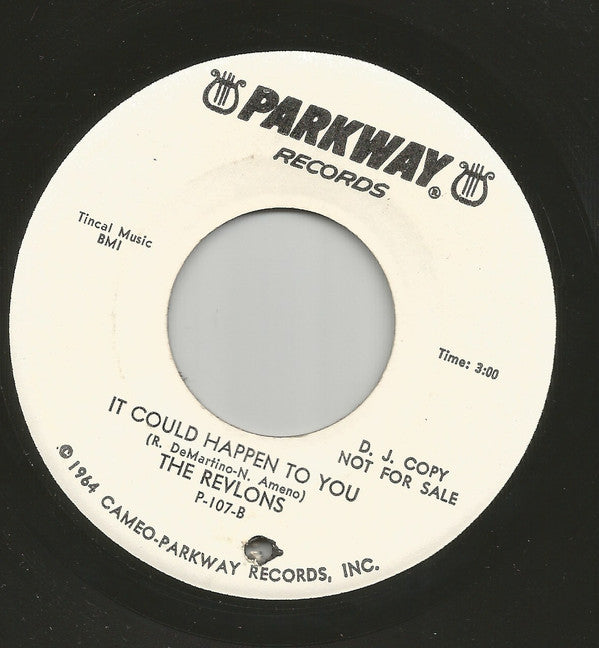 PARKWAY®
RECORDS
Tincal Music
BMI
Time: 3:00
IT COULD HAPPEN TO YOU
(R. DeMartino-N. Ameno)
THE REVLONS
P-107-B
D. J. COPY
NOT FOR SALE
© 1964 CAMEO-PARKWAY RECORDS, INC.